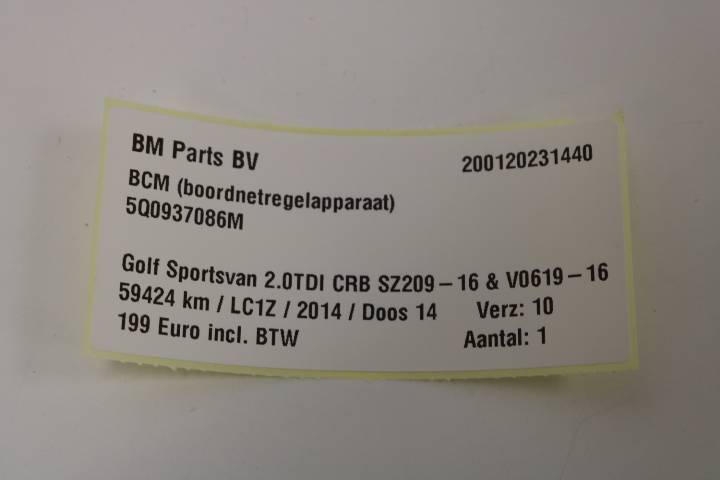 BM Parts BV 200120231440
BCM (boordnetregelapparaat)
5Q0937086M
Golf Sportsvan 2.0TDI CRB SZ209-16 & V0619-16
59424 km / LC1Z / 2014 / Doos 14 Verz: 10
199 Euro incl. BTW Aantal: 1